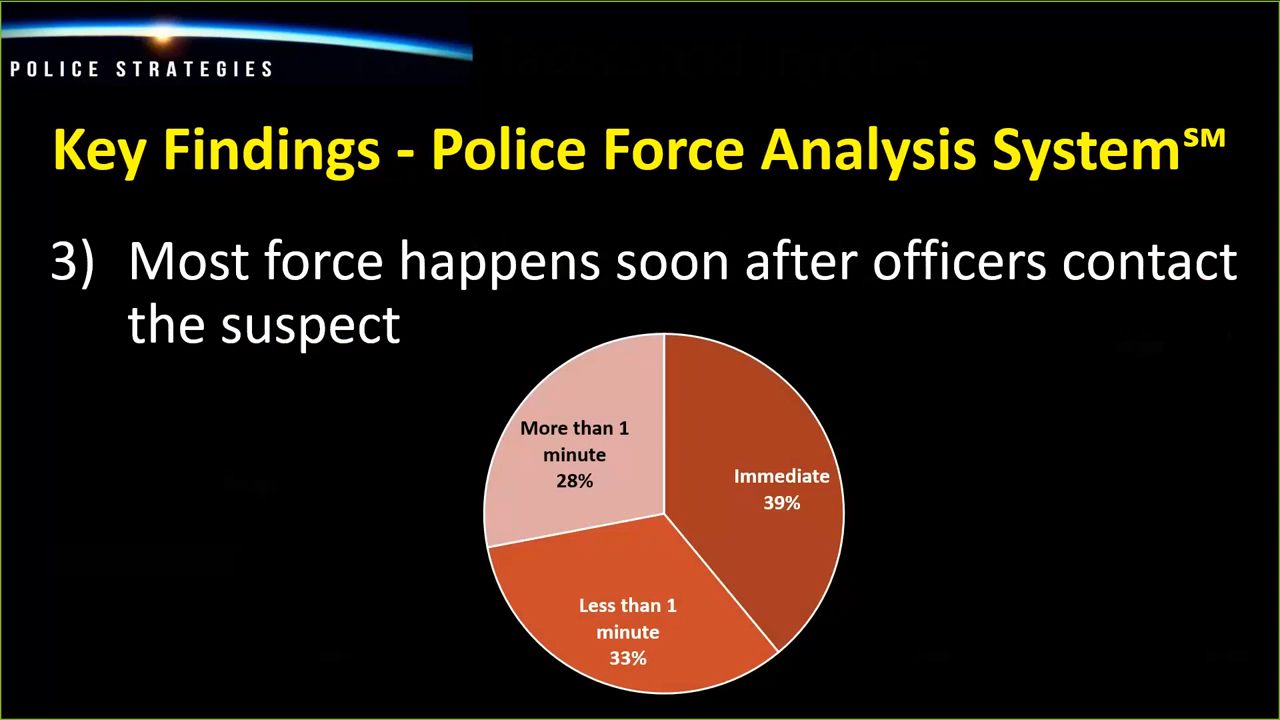 POLICE STRATEGIES
Key Findings - Police Force Analysis System℠
3) Most force happens soon after officers contact
the suspect
More than 1
minute
28%
Immediate
39%
Less than 1
minute
33%